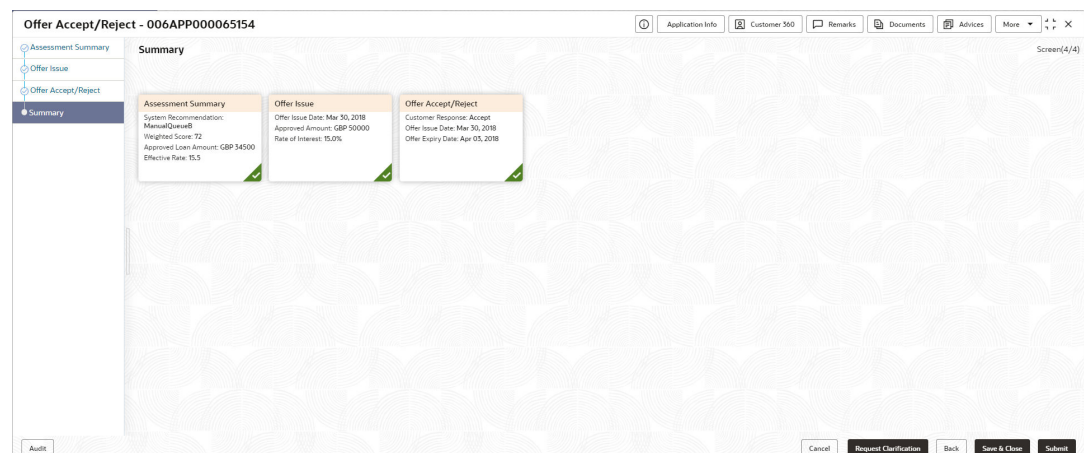 Offer Accept/Reject - 006APP000065154
Application Info
Customer 360
Remarks
Documents
Advices
More
Assessment Summary
Offer Issue
Offer Accept/Reject
Summary
Summary
Screen(4/4)
Assessment Summary
System Recommendation:
ManualQueueB
Weighted Score: 72
Approved Loan Amount: GBP 34500
Effective Rate: 15.5
Offer Issue
Offer Issue Date: Mar 30, 2018
Approved Amount: GBP 50000
Rate of Interest: 15.0%
Offer Accept/Reject
Customer Response: Accept
Offer Issue Date: Mar 30, 2018
Offer Expiry Date: Apr 03, 2018
Audit
Cancel
Request Clarification
Back
Save & Close
Submit